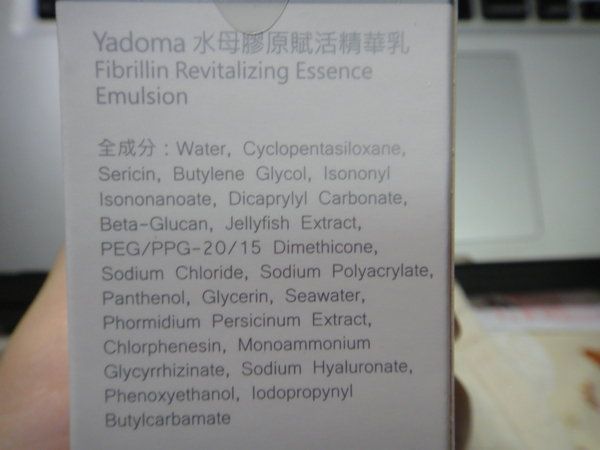 Yadoma 水母膠原賦活精華乳
Fibrillin Revitalizing Essence
Emulsion
全成分：Water, Cyclopentasiloxane,
Sericin, Butylene Glycol, Isononyl
Isononanoate, Dicaprylyl Carbonate,
Beta-Glucan, Jellyfish Extract,
PEG/PPG-20/15 Dimethicone,
Sodium Chloride, Sodium Polyacrylate,
Panthenol, Glycerin, Seawater,
Phormidium Persicinum Extract,
Chlorphenesin, Monoammonium
Glycyrrhizinate, Sodium Hyaluronate,
Phenoxyethanol, Iodopropynyl
Butylcarbamate